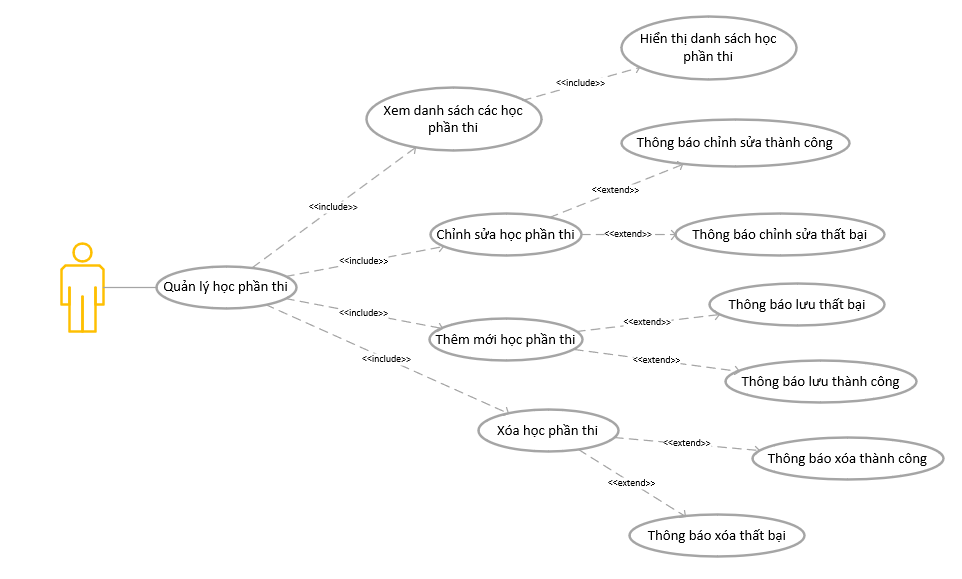 Hiển thị danh sách học
phần thi
<<include>>
Xem danh sách các học
phần thi
Thông báo chỉnh sửa thành công
<<extend>>
<<include>>
Chỉnh sửa học phần thi
<<extend>>
Thông báo chỉnh sửa thất bại
<<include>>
Quản lý học phần thi
Thông báo lưu thất bại
<<include>>
<<extend>>
Thêm mới học phần thi
<<include>>
<<extend>>
Thông báo lưu thành công
Xóa học phần thi
<<extend>>
Thông báo xóa thành công
<<extend>>
Thông báo xóa thất bại